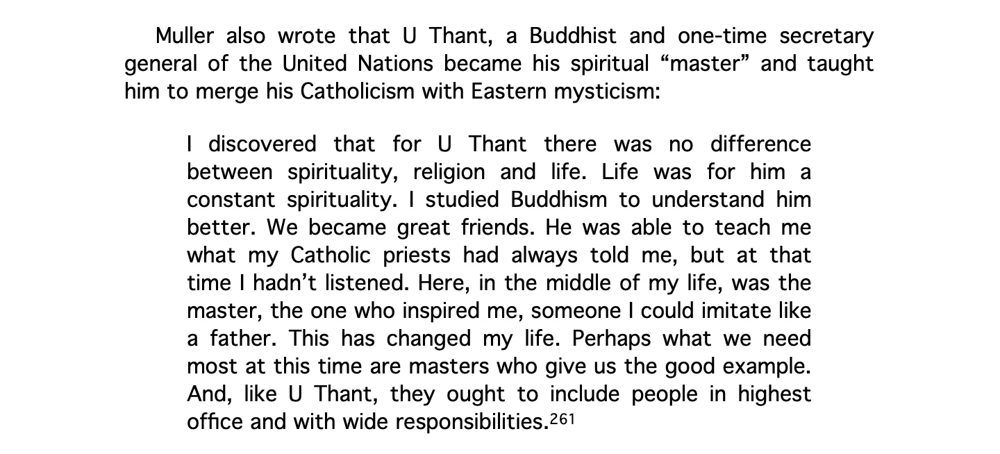 Muller also wrote that U Thant, a Buddhist and one-time secretary
general of the United Nations became his spiritual “master” and taught
him to merge his Catholicism with Eastern mysticism:
I discovered that for U Thant there was no difference
between spirituality, religion and life. Life was for him a
constant spirituality. I studied Buddhism to understand him
better. We became great friends. He was able to teach me
what my Catholic priests had always told me, but at that
time I hadn’t listened. Here, in the middle of my life, was the
master, the one who inspired me, someone I could imitate like
a father. This has changed my life. Perhaps what we need
most at this time are masters who give us the good example.
And, like U Thant, they ought to include people in highest
office and with wide responsibilities.261